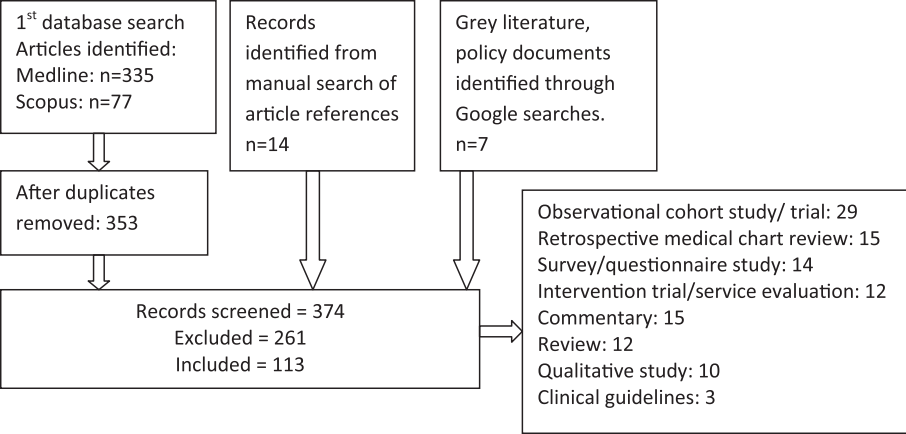 1st database search
Articles identified:
Medline: n=335
Scopus: n=77
Records
identified from
manual search of
article references
n=14
Grey literature,
policy documents
identified through
Google searches.
n=7
After duplicates
removed: 353
Records screened = 374
Excluded = 261
Included = 113
Observational cohort study/ trial: 29
Retrospective medical chart review: 15
Survey/questionnaire study: 14
Intervention trial/service evaluation: 12
Commentary: 15
Review: 12
Qualitative study: 10
Clinical guidelines: 3